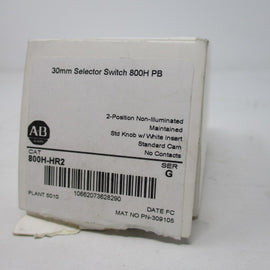 30mm Selector Switch 800H PB
2-Position Non-Illuminated
Maintained
Std Knob w/ White Insert
Standard Cam
No Contacts
AB
CAT
800H-HR2
SER
G
PLANT 5010
10662073628290
DATE FC
MAT NO PN-309105